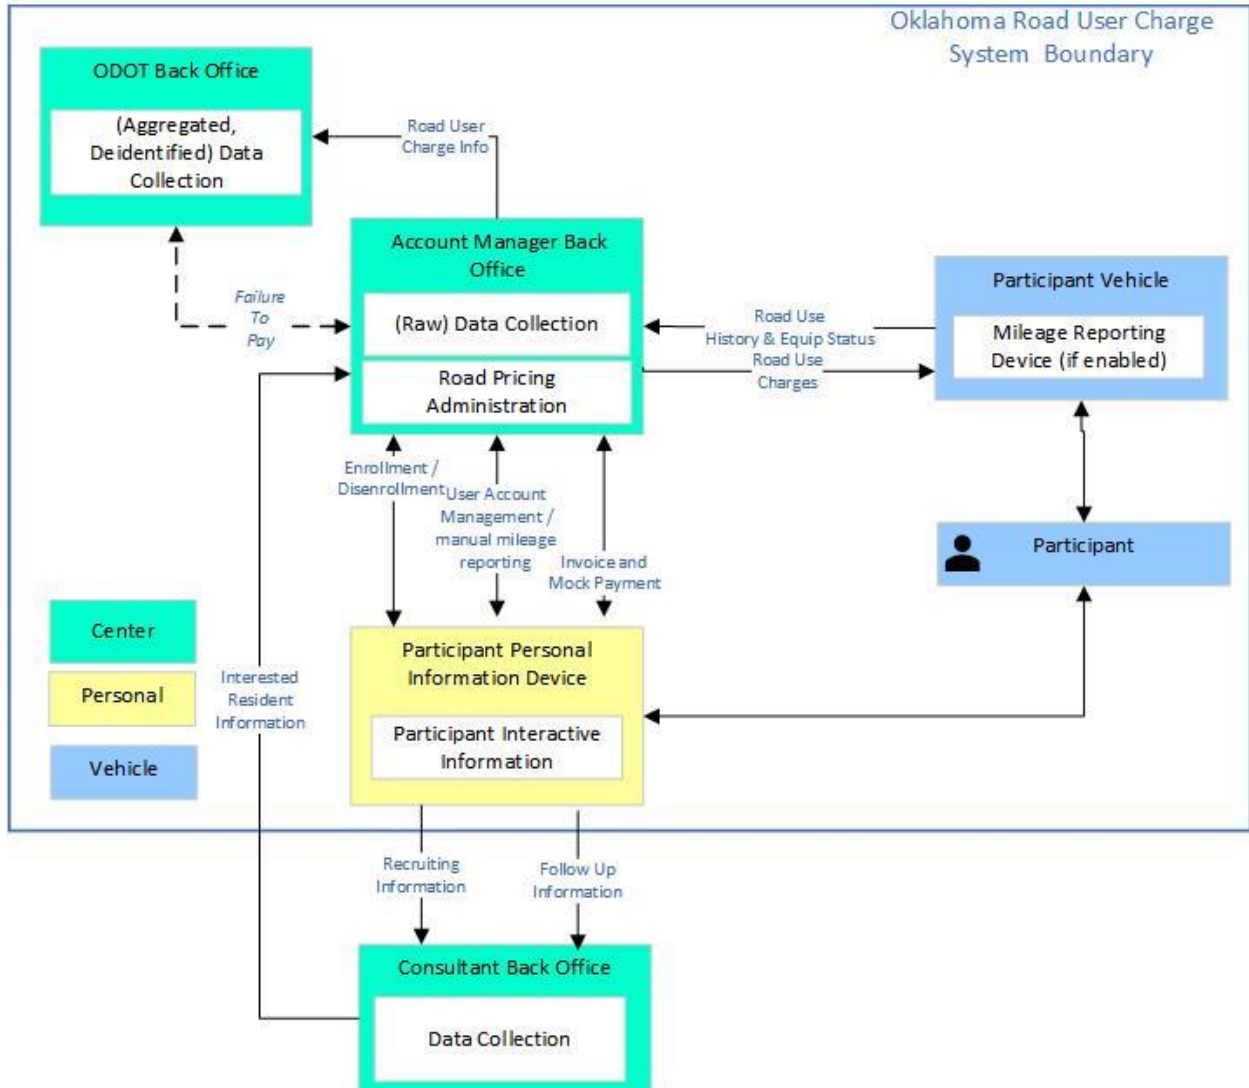 Oklahoma Road User Charge
System Boundary
ODOT Back Office
(Aggregated,
Deidentified) Data
Collection
Road User
Charge Info
Account Manager Back
Office
(Raw) Data Collection
Road Pricing
Administration
Failure
To
Pay
Road Use
History & Equip Status
Road Use
Charges
Participant Vehicle
Mileage Reporting
Device (if enabled)
Enrollment /
Disenrollment
User Account
Management /
manual mileage
reporting
Invoice and
Mock Payment
Participant
Center
Personal
Vehicle
Interested
Resident
Information
Participant Personal
Information Device
Participant Interactive
Information
Recruiting
Information
Follow Up
Information
Consultant Back Office
Data Collection